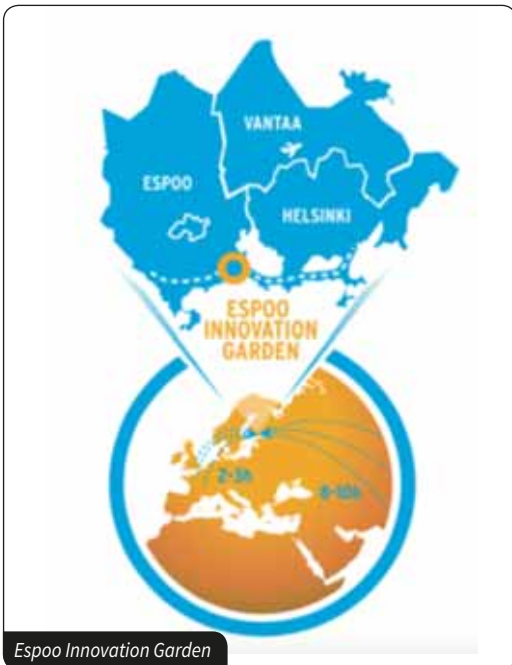 VANTAA
ESPOO
HELSINKI
ESPOO
INNOVATION
GARDEN
2-3h
8-10h
Espoo Innovation Garden